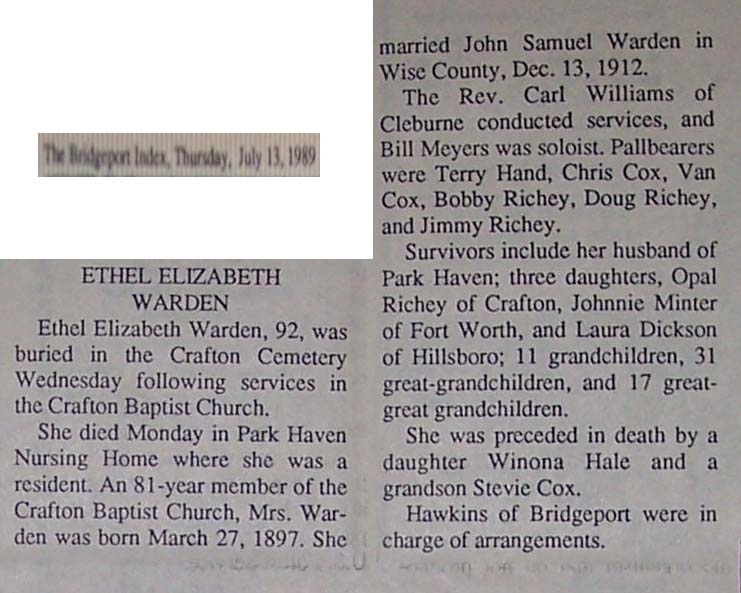 The Bridgeport Index, Thursday, July 13, 1989
ETHEL ELIZABETH
WARDEN
Ethel Elizabeth Warden, 92, was
buried in the Crafton Cemetery
Wednesday following services in
the Crafton Baptist Church.
She died Monday in Park Haven
Nursing Home where she was a
resident. An 81-year member of the
Crafton Baptist Church, Mrs. War-
den was born March 27, 1897. She
married John Samuel Warden in
Wise County, Dec. 13, 1912.
The Rev. Carl Williams of
Cleburne conducted services, and
Bill Meyers was soloist. Pallbearers
were Terry Hand, Chris Cox, Van
Cox, Bobby Richey, Doug Richey,
and Jimmy Richey.
Survivors include her husband of
Park Haven; three daughters, Opal
Richey of Crafton, Johnnie Minter
of Fort Worth, and Laura Dickson
of Hillsboro; 11 grandchildren, 31
great-grandchildren, and 17 great-
great grandchildren.
She was preceded in death by a
daughter Winona Hale and a
grandson Stevie Cox.
Hawkins of Bridgeport were in
charge of arrangements.